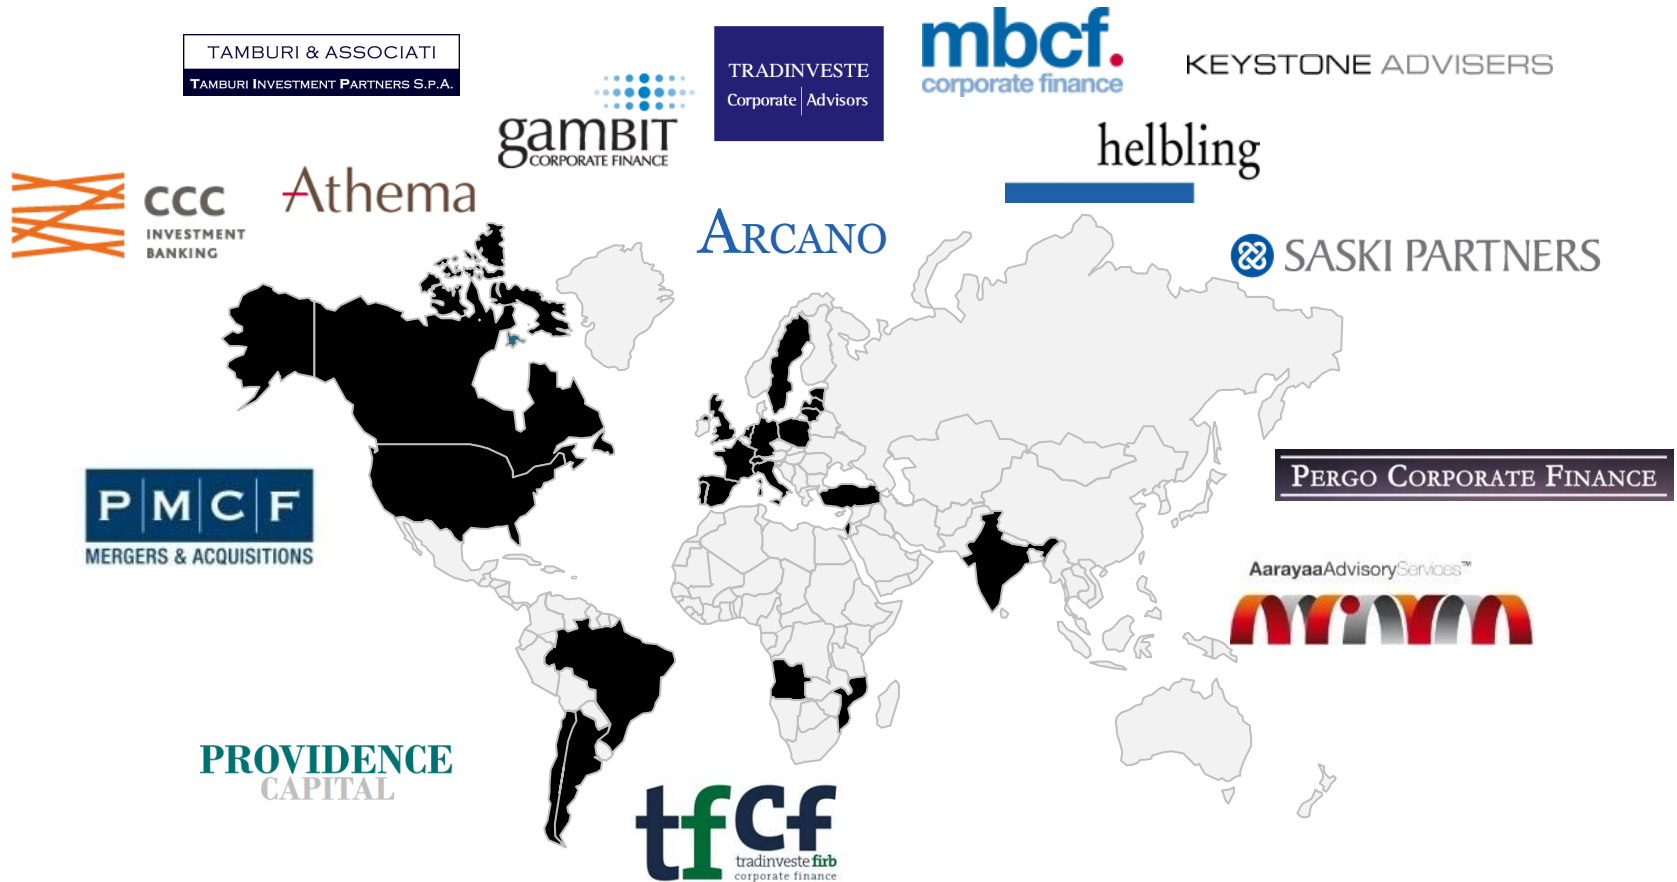 TAMBURI & ASSOCIATI
TAMBURI INVESTMENT PARTNERS S.P.A.
gamBIT
CORPORATE FINANCE
TRADINVESTE
Corporate | Advisors
mbcf.
corporate finance
KEYSTONE ADVISERS
helbling
CCC
INVESTMENT
BANKING
Athema
ARCANO
SASKI PARTNERS
P|M|C|F
MERGERS & ACQUISITIONS
PERGO CORPORATE FINANCE
AarayaaAdvisoryServices™
PROVIDENCE
CAPITAL
tfcf
tradinveste firb
corporate finance